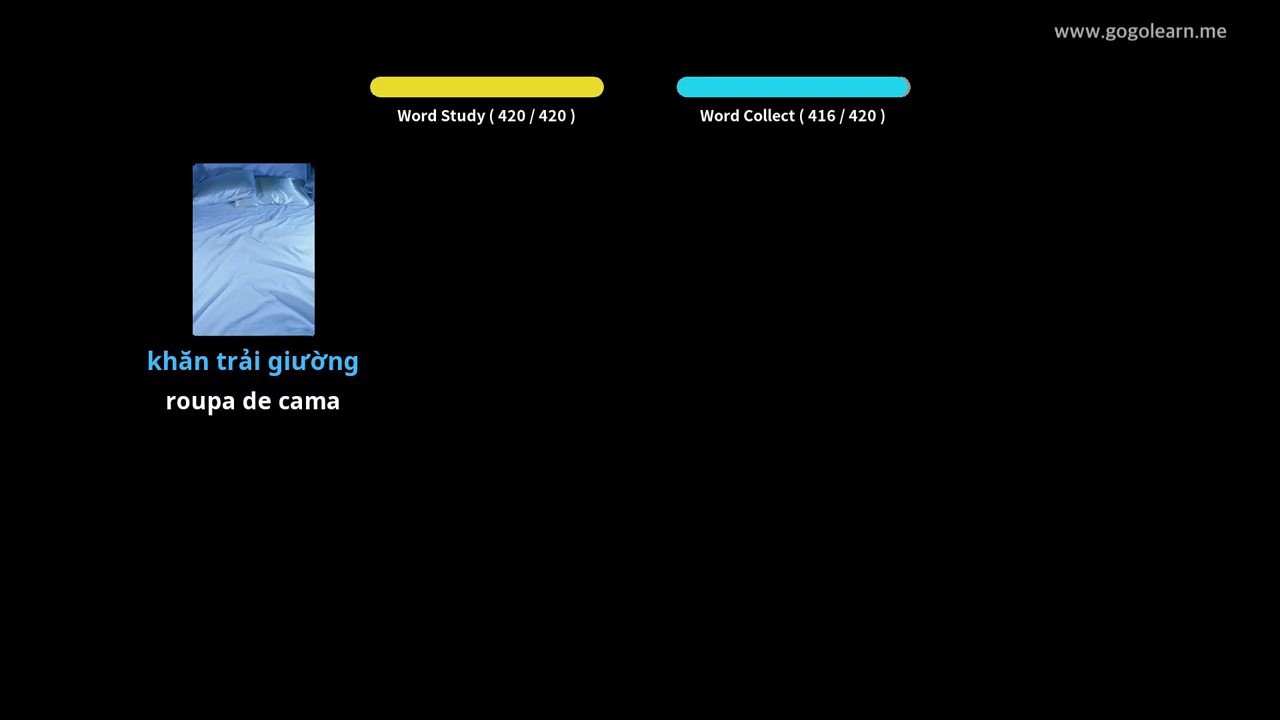 www.gogolearn.me
Word Study ( 420 / 420 )
Word Collect ( 416 / 420 )
khăn trải giường
roupa de cama